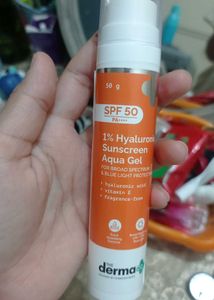 50 g
SPF 50
PA++++
1% Hyaluronic
Sunscreen
Aqua Gel
FOR BROAD SPECTRUM
& BLUE LIGHT PROTECTION
• hyaluronic acid
• vitamin E
• fragrance-free
THE
derma